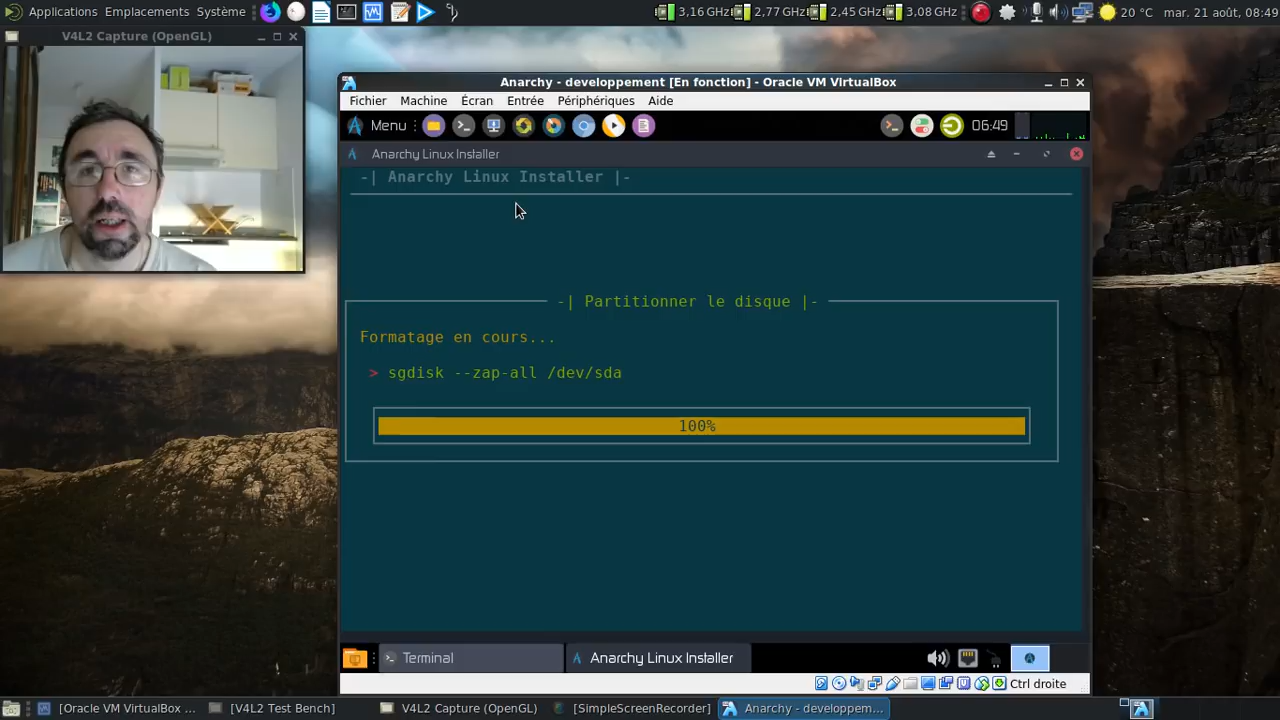 Applications Emplacements Système
3,16 GHz 2,77 GHz 2,45 GHz 3,08 GHz 20 °C mar. 21 août, 08:49
V4L2 Capture (OpenGL)
Anarchy - developpement [En fonction] - Oracle VM VirtualBox
Fichier Machine Écran Entrée Périphériques Aide
Menu 06:49
Anarchy Linux Installer
-| Anarchy Linux Installer |-
-| Partitionner le disque |-
Formatage en cours...
> sgdisk --zap-all /dev/sda
100%
Terminal Anarchy Linux Installer
Ctrl droite
[Oracle VM VirtualBox ... [V4L2 Test Bench] V4L2 Capture (OpenGL) [SimpleScreenRecorder] Anarchy - developpem...